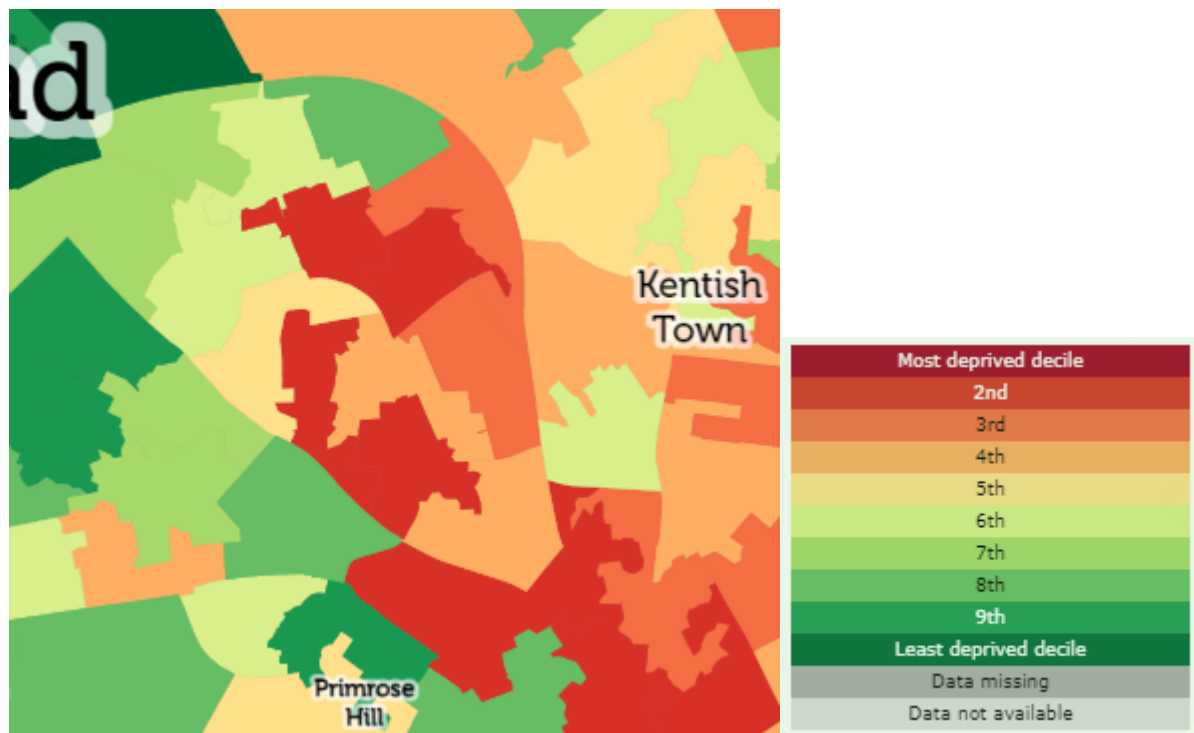 Kentish
Town
Primrose
Hill
Most deprived decile
2nd
3rd
4th
5th
6th
7th
8th
9th
Least deprived decile
Data missing
Data not available